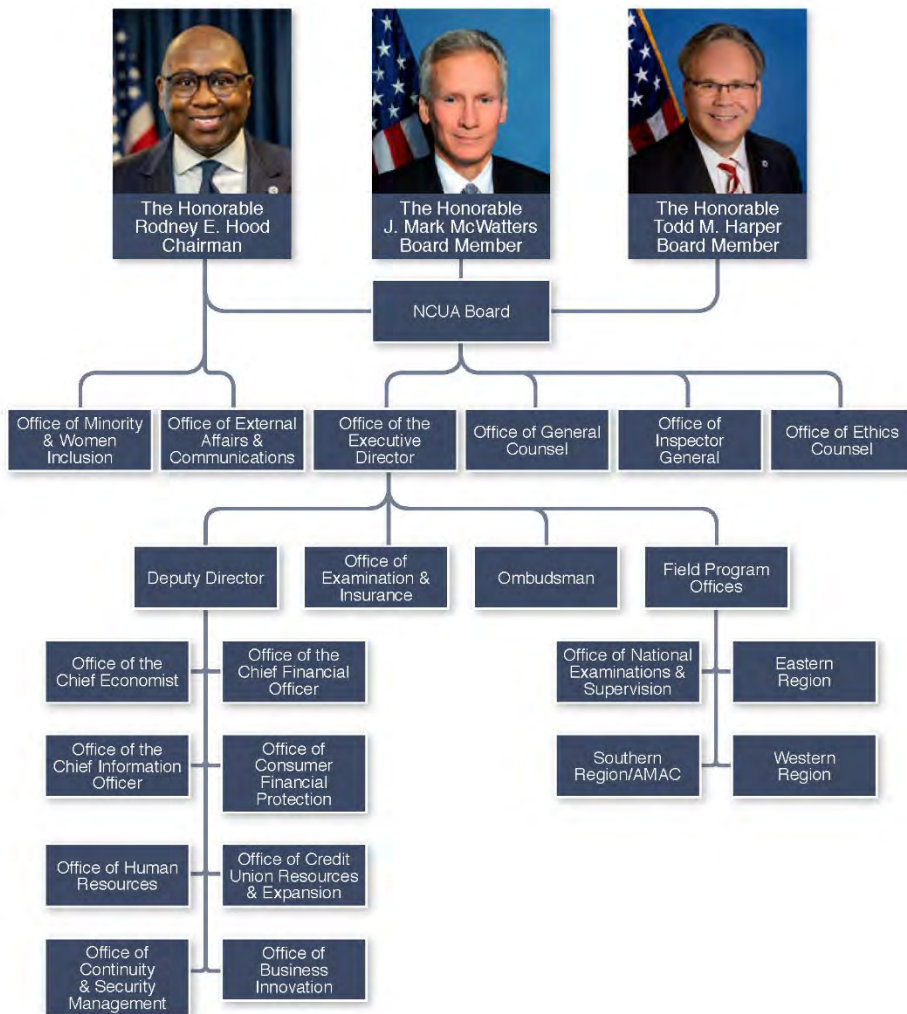 The Honorable
Rodney E. Hood
Chairman
The Honorable
J. Mark McWatters
Board Member
The Honorable
Todd M. Harper
Board Member
NCUA Board
Office of Minority
& Women
Inclusion
Office of External
Affairs &
Communications
Office of the
Executive
Director
Office of General
Counsel
Office of
Inspector
General
Office of Ethics
Counsel
Deputy Director
Office of
Examination &
Insurance
Ombudsman
Field Program
Offices
Office of the
Chief Economist
Office of the
Chief Financial
Officer
Office of National
Examinations &
Supervision
Eastern
Region
Office of the
Chief Information
Officer
Office of
Consumer
Financial
Protection
Southern
Region/AMAC
Western
Region
Office of Human
Resources
Office of Credit
Union Resources
& Expansion
Office of
Continuity
& Security
Management
Office of
Business
Innovation